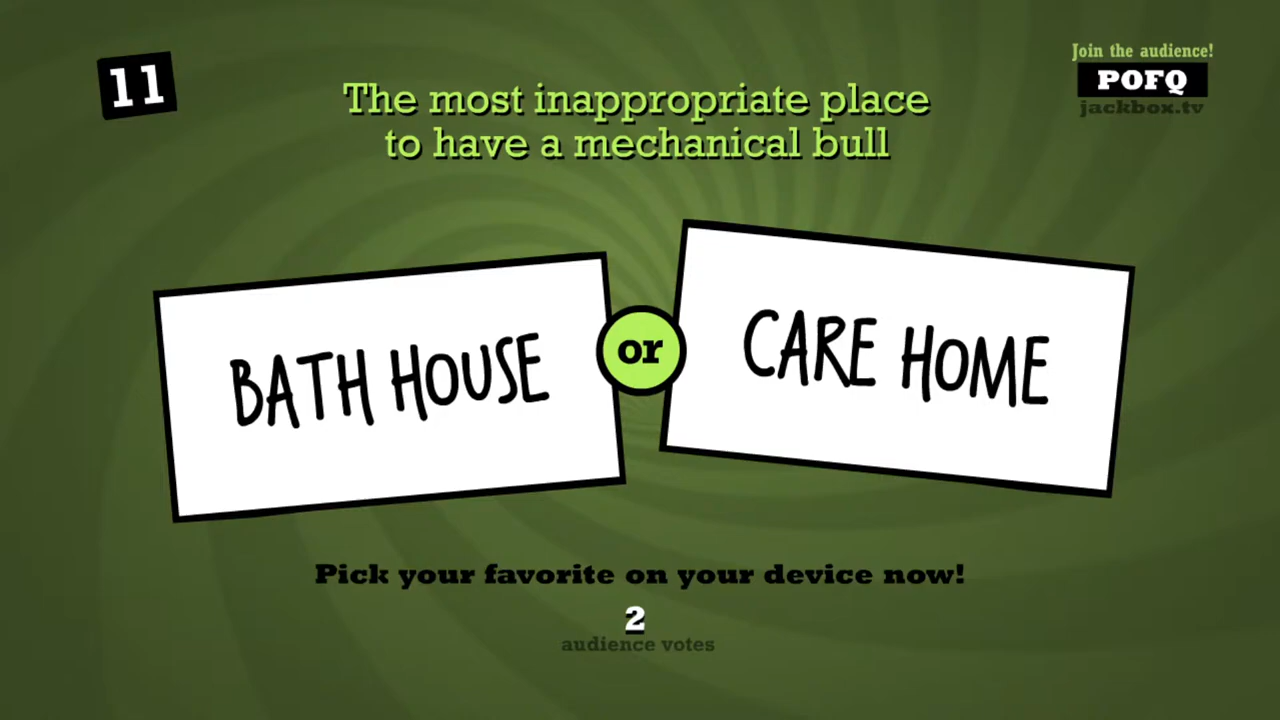 11
Join the audience!
POFQ
jackbox.tv
The most inappropriate place
to have a mechanical bull
BATH HOUSE
or
CARE HOME
Pick your favorite on your device now!
2
audience votes